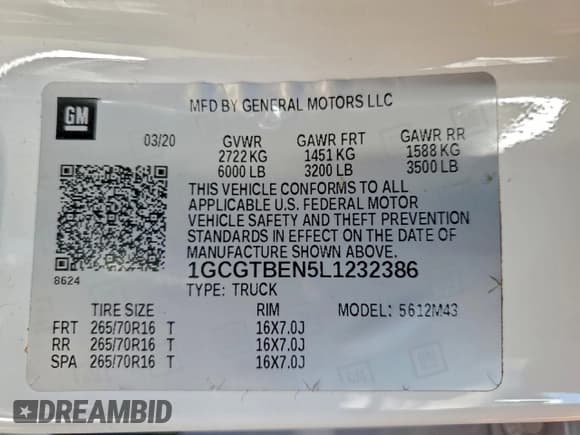 GM
MFD BY GENERAL MOTORS LLC
03/20 GVWR GAWR FRT GAWR RR
2722 KG 1451 KG 1588 KG
6000 LB 3200 LB 3500 LB
THIS VEHICLE CONFORMS TO ALL
APPLICABLE U.S. FEDERAL MOTOR
VEHICLE SAFETY AND THEFT PREVENTION
STANDARDS IN EFFECT ON THE DATE OF
MANUFACTURE SHOWN ABOVE.
1GCGTBEN5L1232386
8624 TYPE: TRUCK
TIRE SIZE RIM MODEL: 5612M43
FRT 265/70R16 T 16X7.0J
RR 265/70R16 T 16X7.0J
SPA 265/70R16 T 16X7.0J
DREAMBID